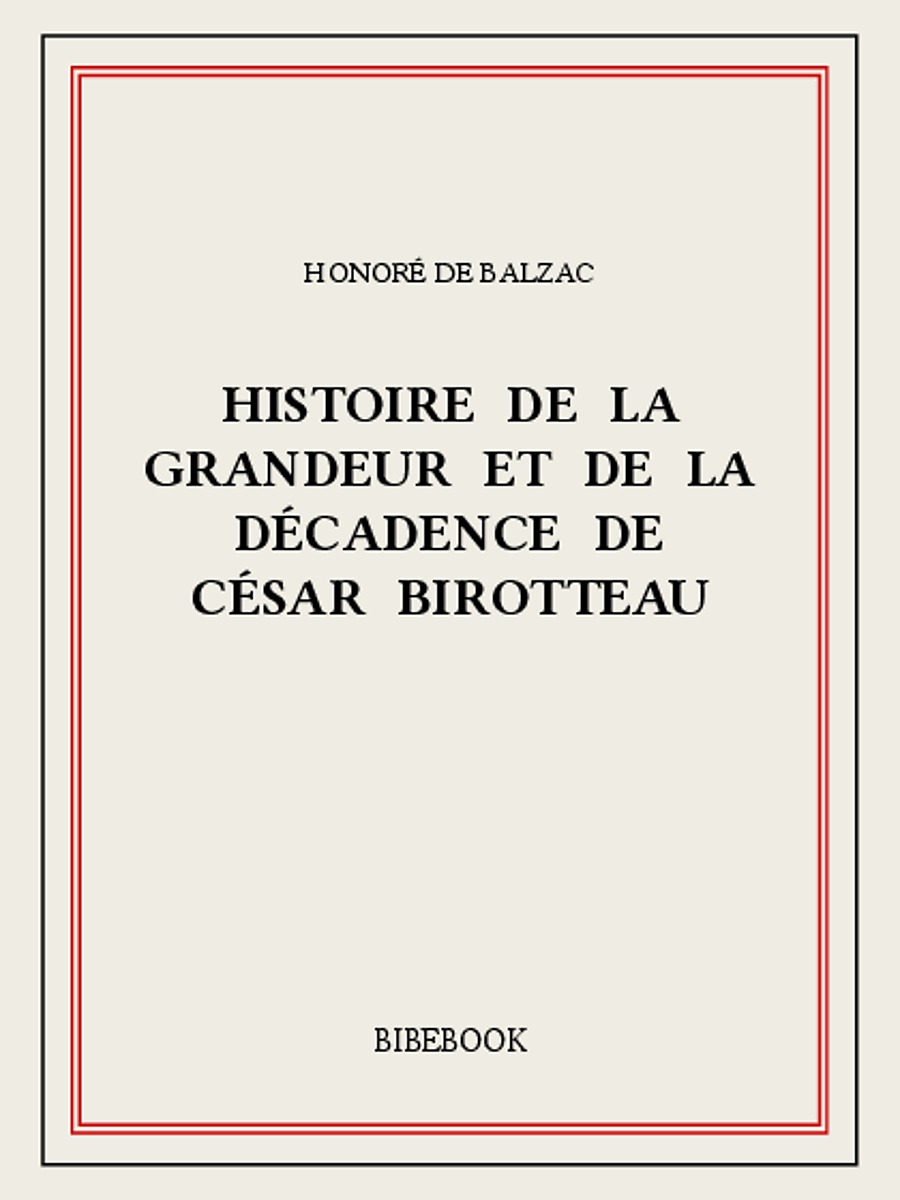 HONORÉ DE BALZAC
HISTOIRE DE LA
GRANDEUR ET DE LA
DÉCADENCE DE
CÉSAR BIROTTEAU
BIBEBOOK